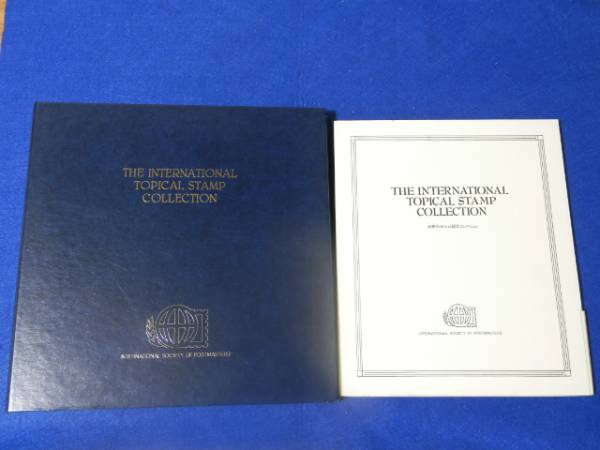 THE INTERNATIONAL
TOPICAL STAMP
COLLECTION
INTERNATIONAL SOCIETY OF POSTMASTERS
THE INTERNATIONAL
TOPICAL STAMP
COLLECTION
INTERNATIONAL SOCIETY OF POSTMASTERS